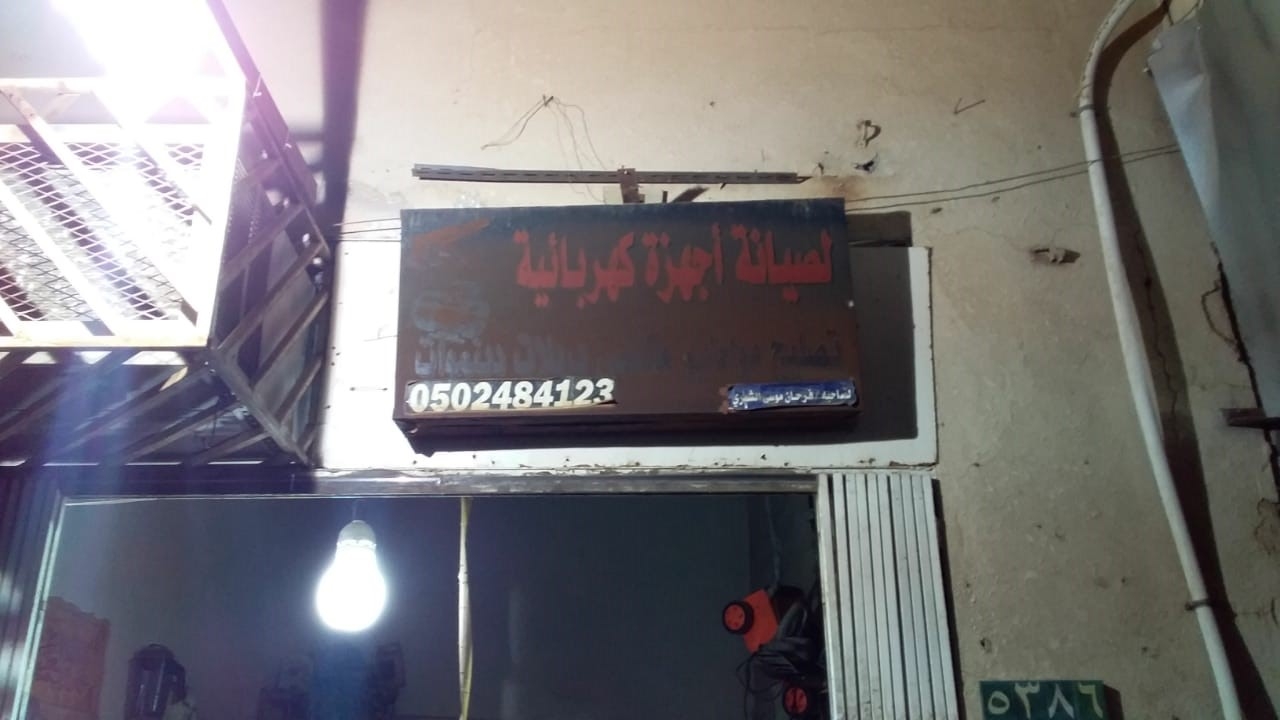 لصيانة أجهزة كهربائية
0502484123
لصاحبه / فرحان موسى الشهري
٥٣٨٦